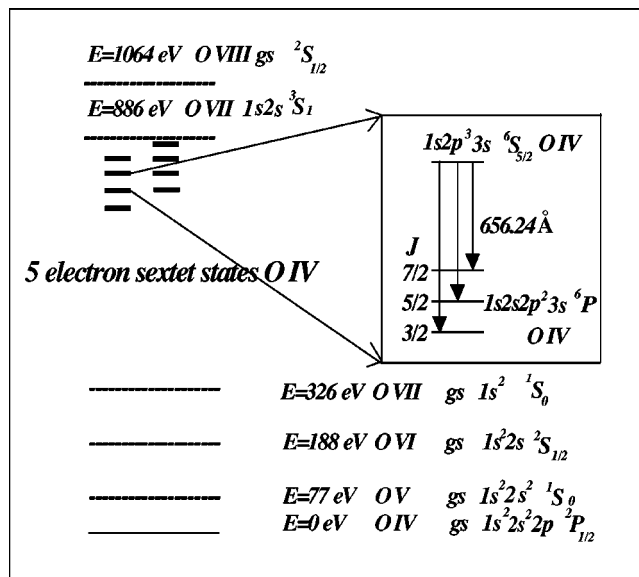 E=1064 eV O VIII gs ²S₁/₂
E=886 eV O VII 1s2s ³S₁
1s2p³3s ⁶S₅/₂ O IV
656.24 Å
J
7/2
5 electron sextet states O IV
5/2 1s2s2p²3s ⁶P
3/2 O IV
E=326 eV O VII gs 1s² ¹S₀
E=188 eV O VI gs 1s²2s ²S₁/₂
E=77 eV O V gs 1s²2s² ¹S₀
E=0 eV O IV gs 1s²2s²2p ²P₁/₂